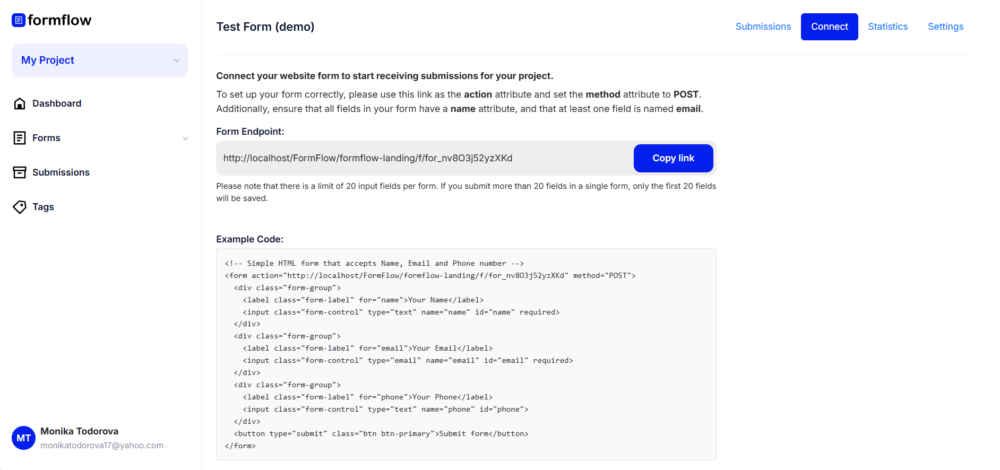 formflow
My Project
Dashboard
Forms
Submissions
Tags
Monika Todorova
MT
monikatodorova17@yahoo.com
Test Form (demo)
Submissions
Connect
Statistics
Settings
Connect your website form to start receiving submissions for your project.
To set up your form correctly, please use this link as the action attribute and set the method attribute to POST.
Additionally, ensure that all fields in your form have a name attribute, and that at least one field is named email.
Form Endpoint:
http://localhost/FormFlow/formflow-landing/f/for_nv8O3j52yzXKd
Copy link
Please note that there is a limit of 20 input fields per form. If you submit more than 20 fields in a single form, only the first 20 fields
will be saved.
Example Code:
<!-- Simple HTML form that accepts Name, Email and Phone number -->
<form action="http://localhost/FormFlow/formflow-landing/f/for_nv8O3j52yzXKd" method="POST">
  <div class="form-group">
    <label class="form-label" for="name">Your Name</label>
    <input class="form-control" type="text" name="name" id="name" required>
  </div>
  <div class="form-group">
    <label class="form-label" for="email">Your Email</label>
    <input class="form-control" type="email" name="email" id="email" required>
  </div>
  <div class="form-group">
    <label class="form-label" for="phone">Your Phone</label>
    <input class="form-control" type="text" name="phone" id="phone">
  </div>
  <button type="submit" class="btn btn-primary">Submit form</button>
</form>